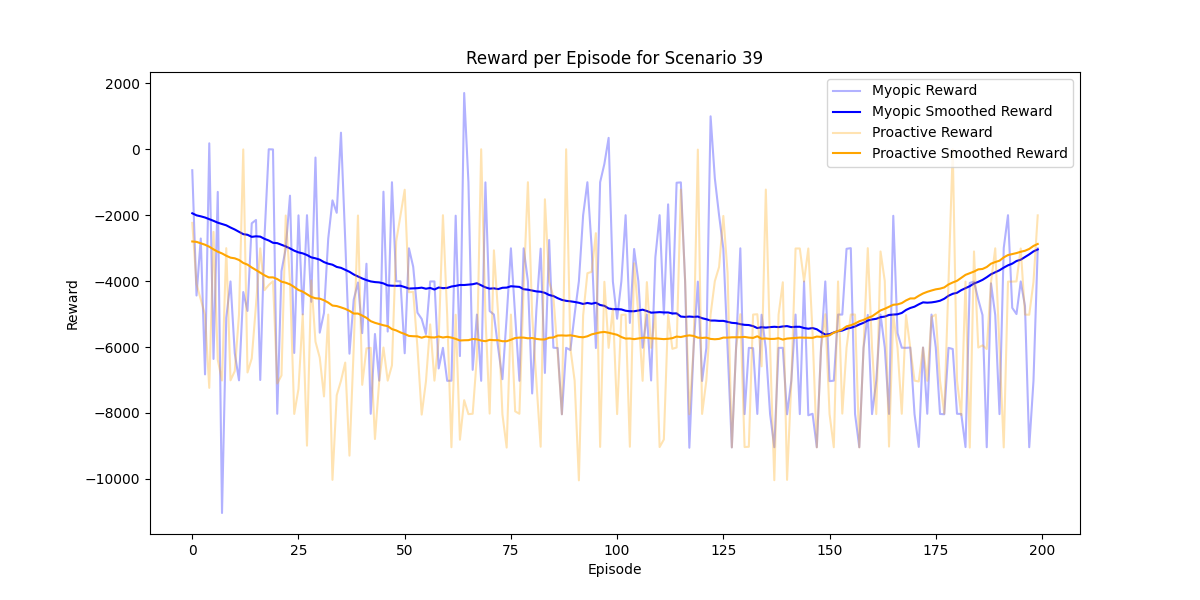 Reward per Episode for Scenario 39
Myopic Reward
Myopic Smoothed Reward
Proactive Reward
Proactive Smoothed Reward
2000
0
−2000
−4000
−6000
−8000
−10000
Reward
0 25 50 75 100 125 150 175 200
Episode